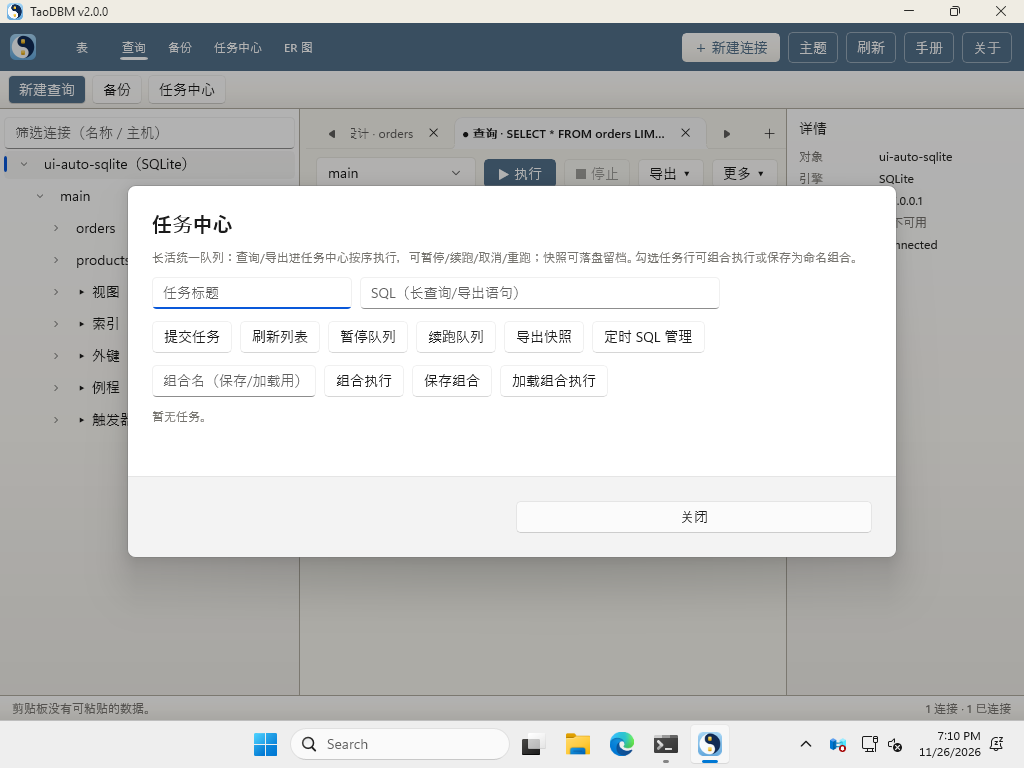 TaoDBM v2.0.0
表 查询 备份 任务中心 ER 图
＋ 新建连接 主题 刷新 手册 关于
新建查询 备份 任务中心
筛选连接（名称 / 主机）
ui-auto-sqlite（SQLite）
main
orders
products
视图
索引
外键
例程
触发器
设计 · orders
● 查询 · SELECT * FROM orders LIM...
main
执行 停止 导出 更多
详情
对象 ui-auto-sqlite
引擎 SQLite
.0.0.1
不可用
nnected
任务中心
长活统一队列：查询/导出进任务中心按序执行，可暂停/续跑/取消/重跑；快照可落盘留档。勾选任务行可组合执行或保存为命名组合。
任务标题 SQL（长查询/导出语句）
提交任务 刷新列表 暂停队列 续跑队列 导出快照 定时 SQL 管理
组合名（保存/加载用） 组合执行 保存组合 加载组合执行
暂无任务。
关闭
剪贴板没有可粘贴的数据。
1 连接 · 1 已连接
Search
7:10 PM
11/26/2026